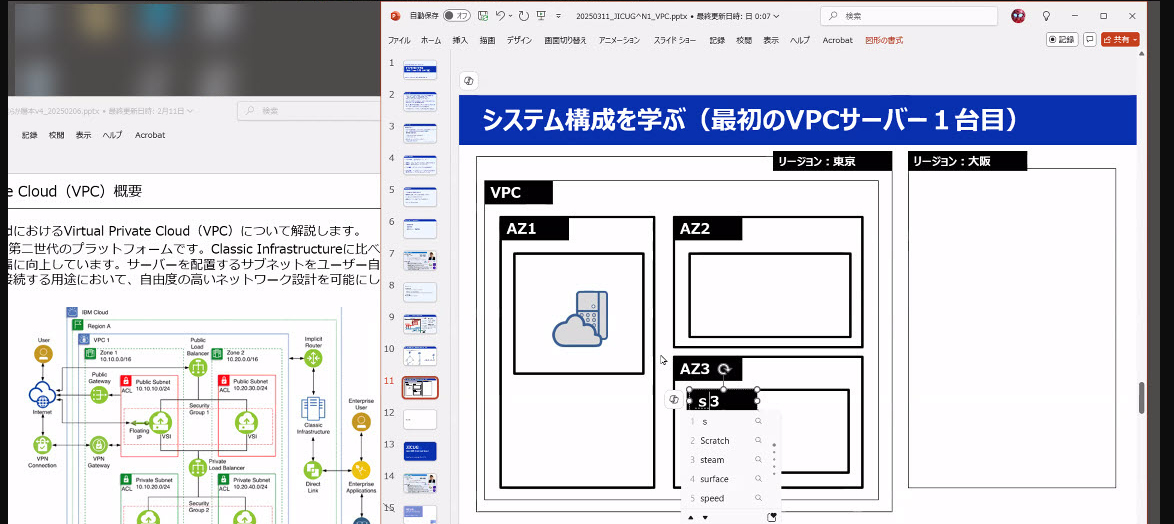 v4_20250206.pptx • 最終更新日時: 2月11日
検索
記録 校閲 表示 ヘルプ Acrobat
e Cloud（VPC）概要
dにおけるVirtual Private Cloud（VPC）について解説します。
第二世代のプラットフォームです。Classic Infrastructureに比べ
幅に向上しています。サーバーを配置するサブネットをユーザー自
接続する用途において、自由度の高いネットワーク設計を可能にし
IBM Cloud
Region A
VPC 1
User
Zone 1
10.10.0.0/16
Public
Load
Balancer
Zone 2
10.20.0.0/16
Implicit
Router
Public
Gateway
ACL
Public Subnet
10.10.10.0/24
ACL
Public Subnet
10.20.30.0/24
Internet
Security
Group 1
Floating
IP
VSI
VSI
Classic
Infrastructure
Enterprise
User
VPN
Connection
VPN
Gateway
Private
Load Balancer
Direct
Link
Enterprise
Applications
ACL
Private Subnet
10.10.20.0/24
ACL
Private Subnet
10.20.40.0/24
Security
Group 2
自動保存 オフ
20250311_JICUG^N1_VPC.pptx • 最終更新日時: 日 0:07
検索
ファイル ホーム 挿入 描画 デザイン 画面切り替え アニメーション スライド ショー 記録 校閲 表示 ヘルプ Acrobat 図形の書式
記録 共有
1
2
3
4
5
6
7
8
9
10
11
12
13
14
15
システム構成を学ぶ（最初のVPCサーバー１台目）
リージョン：東京
リージョン：大阪
VPC
AZ1
AZ2
AZ3
s3
1 s
2 Scratch
3 steam
4 surface
5 speed